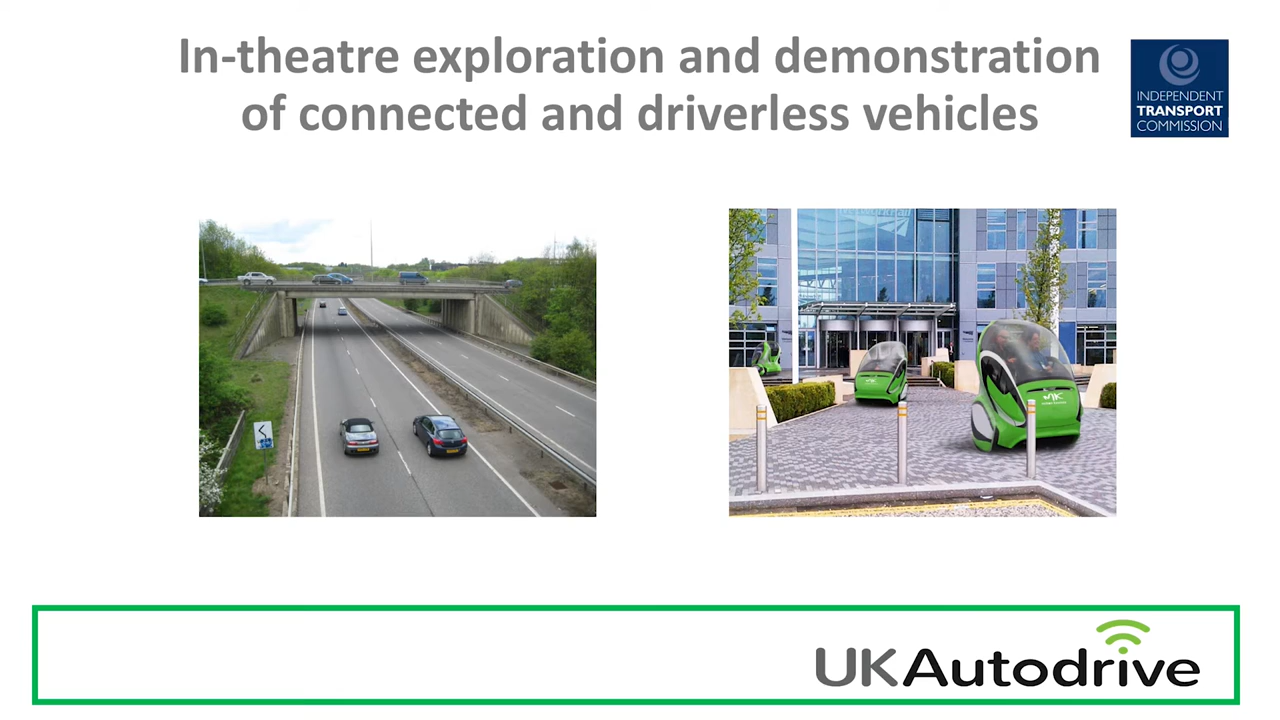 In-theatre exploration and demonstration
of connected and driverless vehicles
INDEPENDENT
TRANSPORT
COMMISSION
UKAutodrive